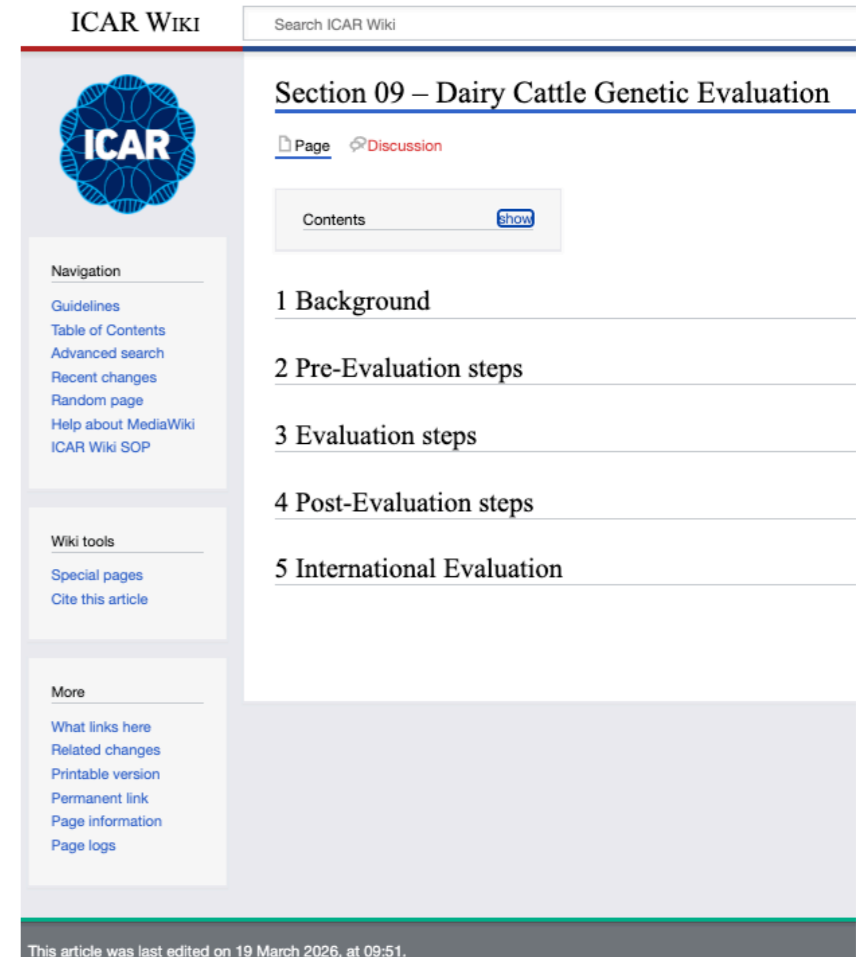 ICAR WIKI
Search ICAR Wiki
ICAR
Section 09 – Dairy Cattle Genetic Evaluation
Page Discussion
Contents show
Navigation
Guidelines
Table of Contents
Advanced search
Recent changes
Random page
Help about MediaWiki
ICAR Wiki SOP
Wiki tools
Special pages
Cite this article
More
What links here
Related changes
Printable version
Permanent link
Page information
Page logs
1 Background
2 Pre-Evaluation steps
3 Evaluation steps
4 Post-Evaluation steps
5 International Evaluation
This article was last edited on 19 March 2026, at 09:51.